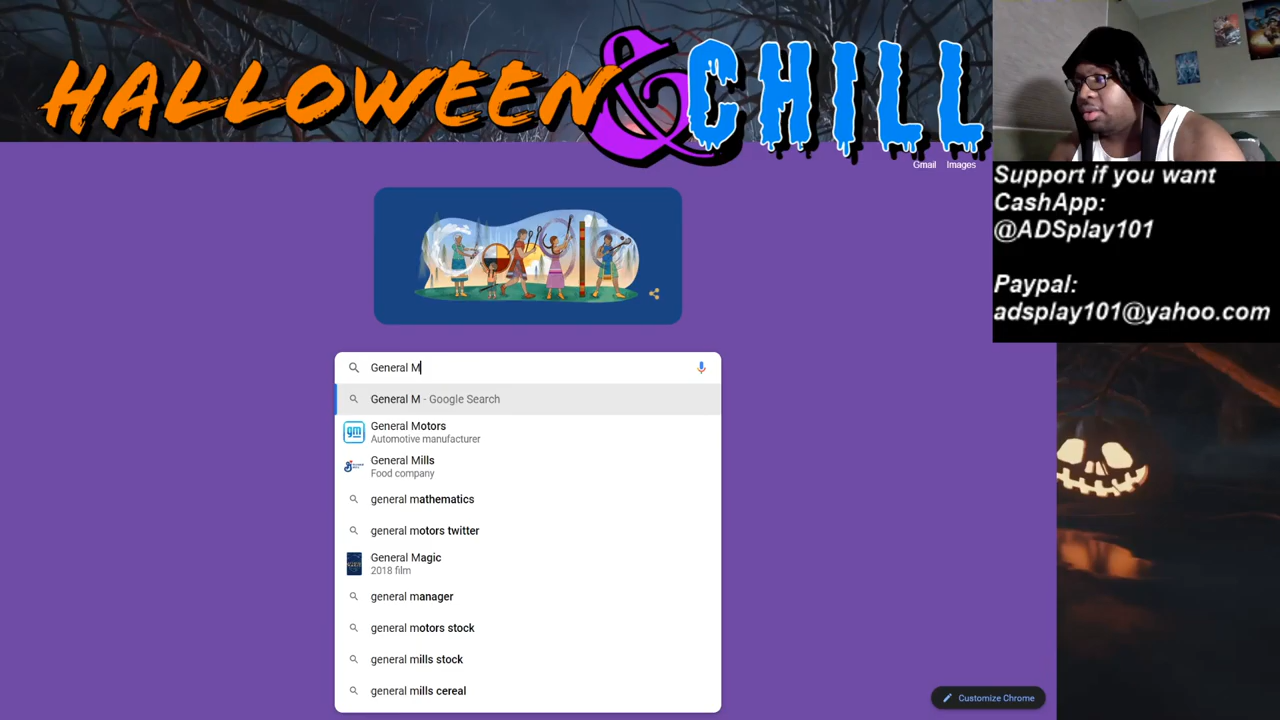 HALLOWEEN & CHILL
Gmail Images
Support if you want
CashApp:
@ADSplay101
Paypal:
adsplay101@yahoo.com
Google
General M
General M - Google Search
gm
General Motors
Automotive manufacturer
General Mills
Food company
general mathematics
general motors twitter
General Magic
2018 film
general manager
general motors stock
general mills stock
general mills cereal
Customize Chrome